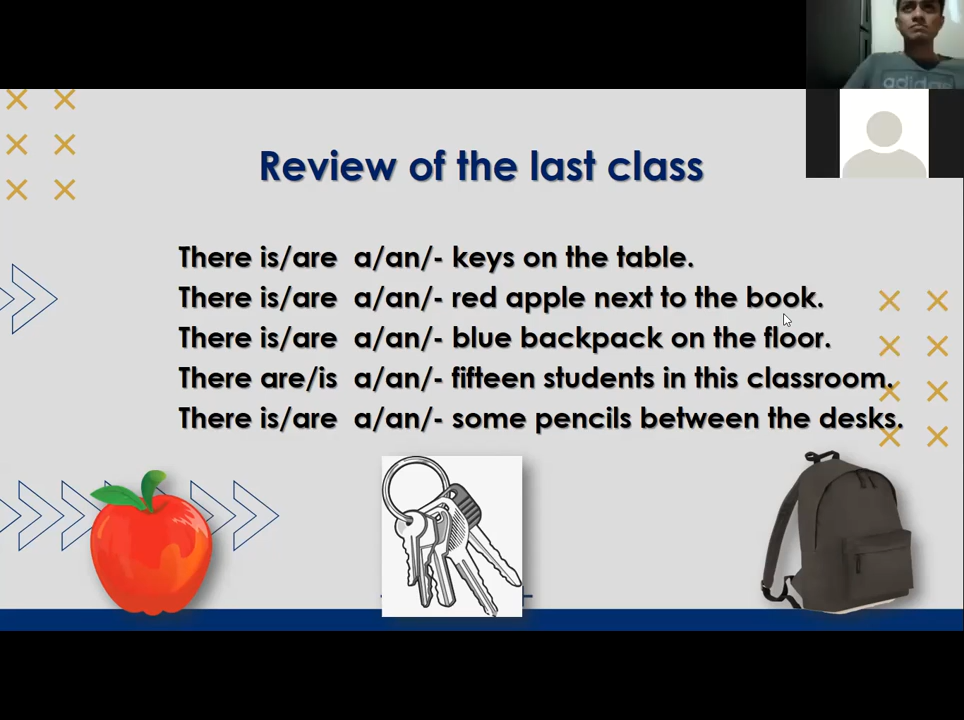 adidas
Review of the last class
There is/are a/an/- keys on the table.
There is/are a/an/- red apple next to the book.
There is/are a/an/- blue backpack on the floor.
There are/is a/an/- fifteen students in this classroom.
There is/are a/an/- some pencils between the desks.